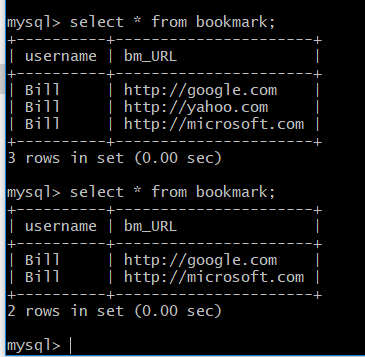 mysql> select * from bookmark;
+----------+----------------------+
| username | bm_URL               |
+----------+----------------------+
| Bill     | http://google.com    |
| Bill     | http://yahoo.com     |
| Bill     | http://microsoft.com |
+----------+----------------------+
3 rows in set (0.00 sec)

mysql> select * from bookmark;
+----------+----------------------+
| username | bm_URL               |
+----------+----------------------+
| Bill     | http://google.com    |
| Bill     | http://microsoft.com |
+----------+----------------------+
2 rows in set (0.00 sec)

mysql>